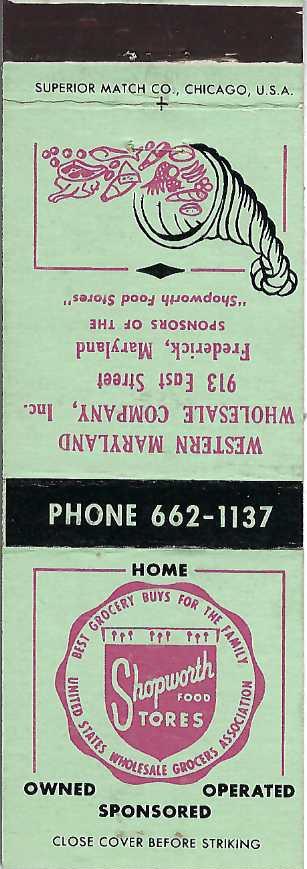 SUPERIOR MATCH CO., CHICAGO, U.S.A.
WESTERN MARYLAND
WHOLESALE COMPANY, Inc.
913 East Street
Frederick, Maryland
SPONSORS OF THE
"Shopworth Food Stores"
PHONE 662-1137
HOME
BEST GROCERY BUYS FOR THE FAMILY
Shopworth
FOOD
TORES
UNITED STATES WHOLESALE GROCERS ASSOCIATION
OWNED OPERATED
SPONSORED
CLOSE COVER BEFORE STRIKING